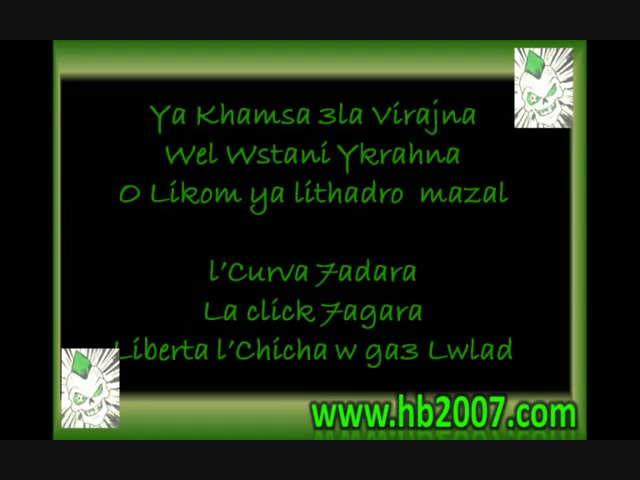 Ya Khamsa 3la Virajna
Wel Wstani Ykrahna
O Likom ya lithadro mazal
l'Curva 7adara
La click 7agara
Liberta l'Chicha w ga3 Lwlad
www.hb2007.com